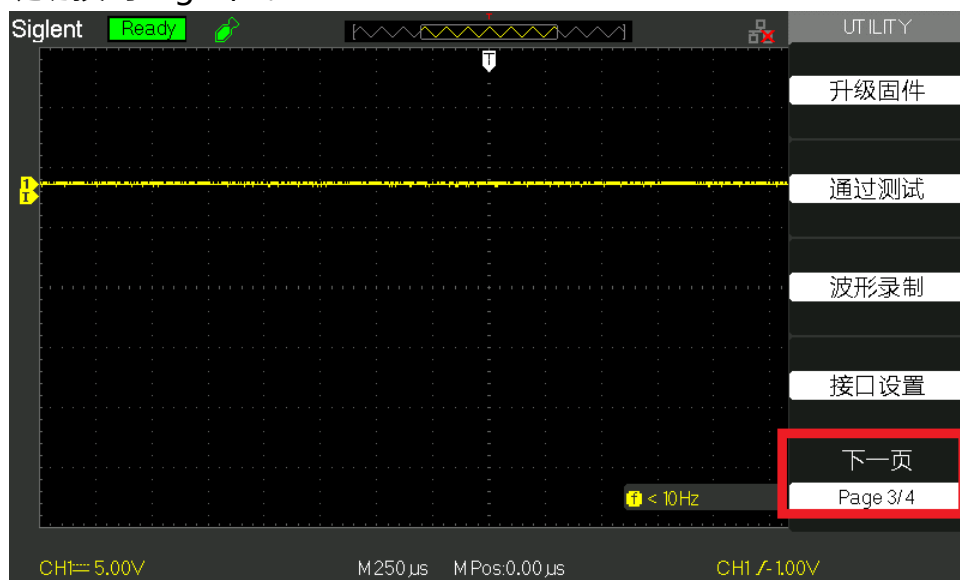 Siglent Ready UTILITY
T
升级固件
1
通过测试
波形录制
接口设置
下一页
f < 10Hz
Page 3/4
CH1 5.00V M 250μs M Pos:0.00μs CH1 /-1.00V